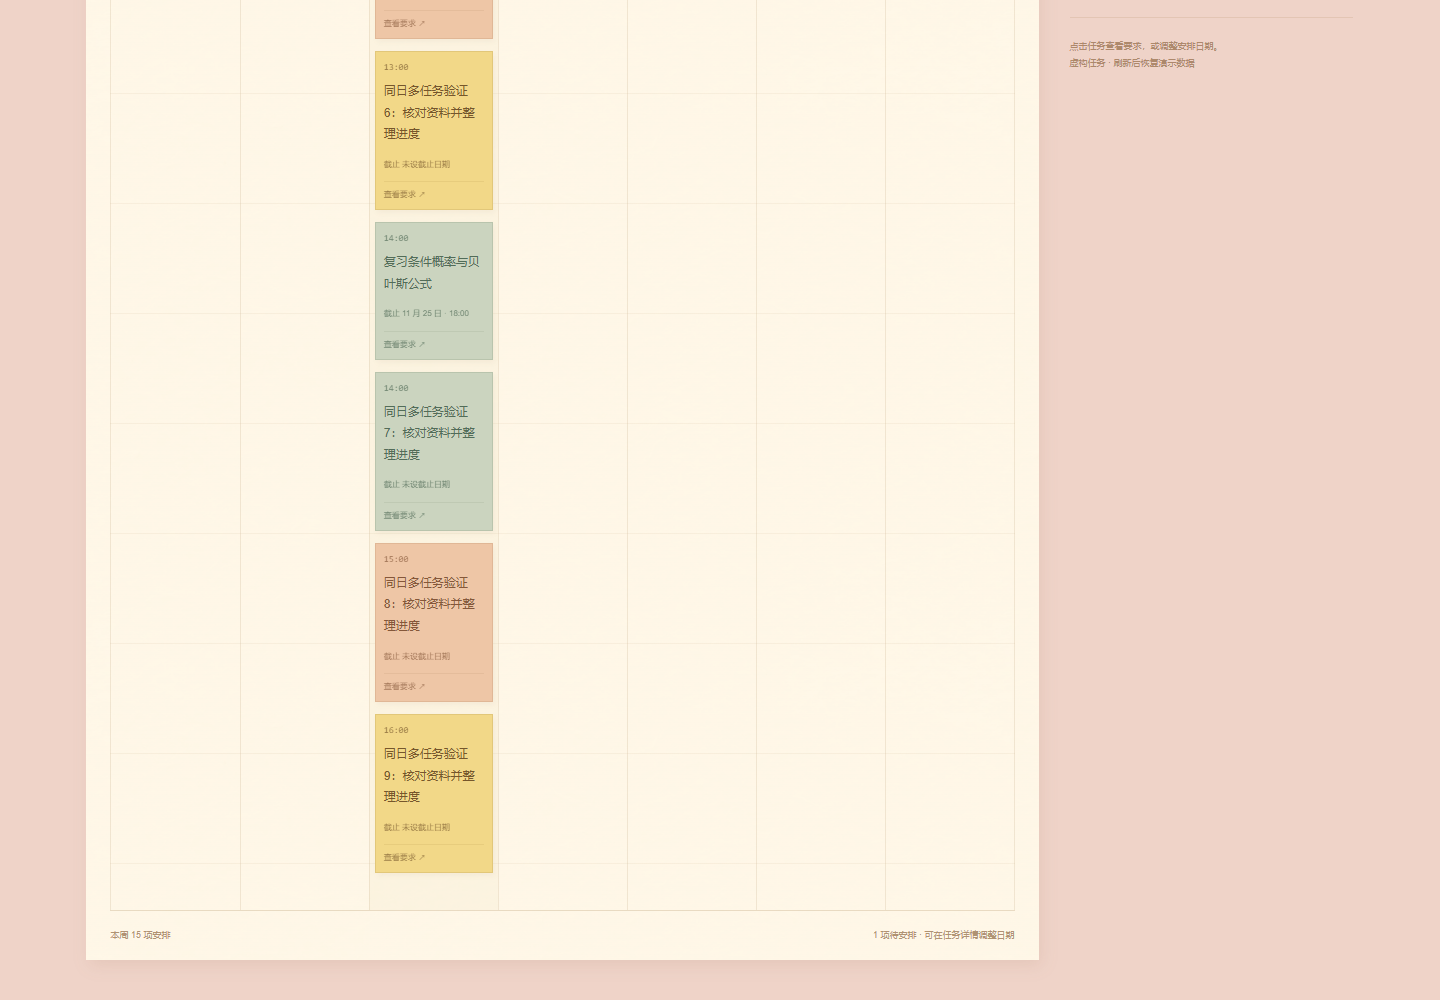 查看要求 ↗
点击任务查看要求，或调整安排日期。
虚构任务 · 刷新后恢复演示数据
13:00
同日多任务验证
6: 核对资料并整
理进度
截止 未设截止日期
查看要求 ↗
14:00
复习条件概率与贝
叶斯公式
截止 11 月 25 日 · 18:00
查看要求 ↗
14:00
同日多任务验证
7: 核对资料并整
理进度
截止 未设截止日期
查看要求 ↗
15:00
同日多任务验证
8: 核对资料并整
理进度
截止 未设截止日期
查看要求 ↗
16:00
同日多任务验证
9: 核对资料并整
理进度
截止 未设截止日期
查看要求 ↗
本周 15 项安排
1 项待安排 · 可在任务详情调整日期